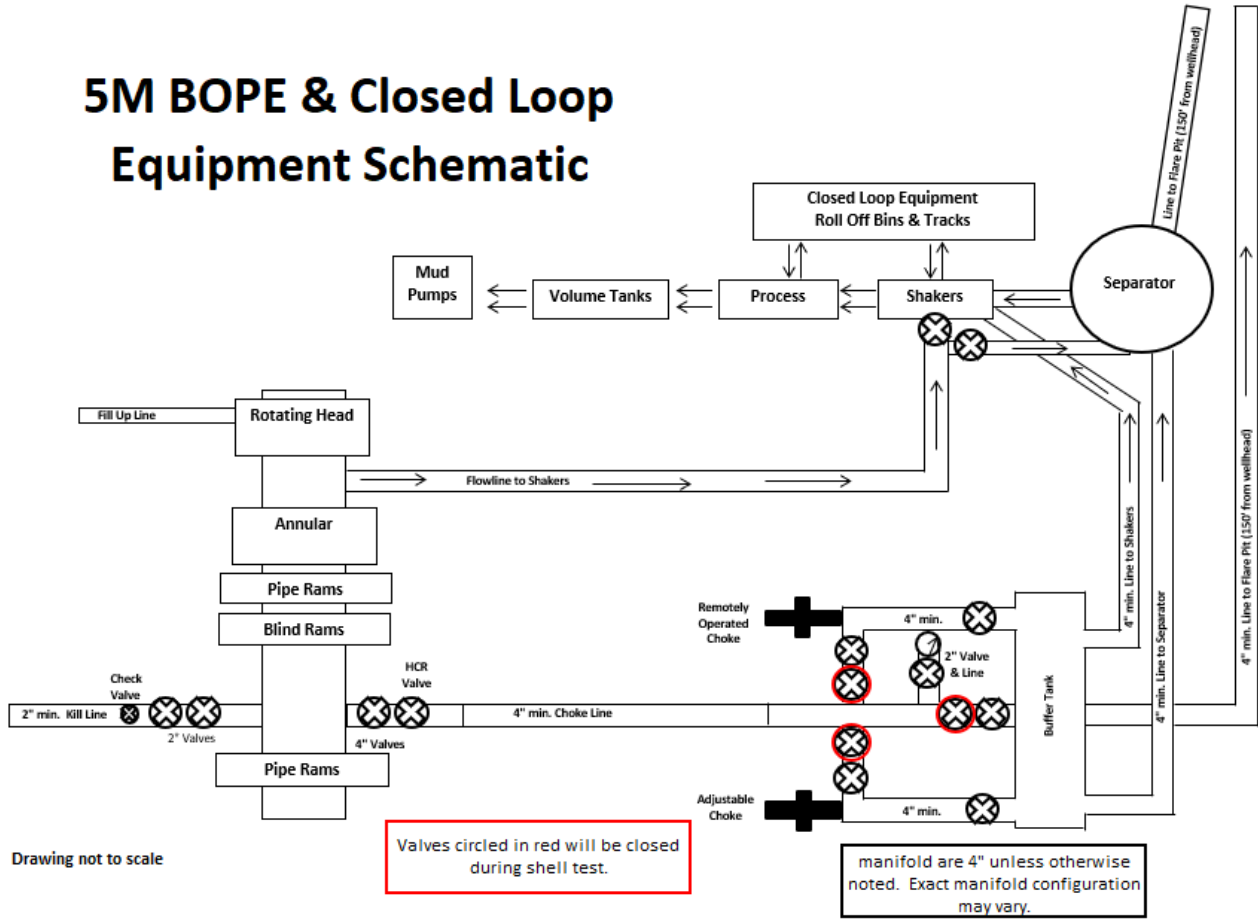 5M BOPE & Closed Loop
Equipment Schematic
Closed Loop Equipment
Roll Off Bins & Tracks
Mud
Pumps
Volume Tanks
Process
Shakers
Separator
Line to Flare Pit (150' from wellhead)
Fill Up Line
Rotating Head
Flowline to Shakers
Annular
Pipe Rams
Blind Rams
Check
Valve
2" min. Kill Line
2" Valves
HCR
Valve
4" Valves
4" min. Choke Line
Pipe Rams
Remotely
Operated
Choke
4" min.
2" Valve
& Line
Buffer Tank
Adjustable
Choke
4" min.
4" min. Line to Shakers
4" min. Line to Separator
4" min. Line to Flare Pit (150' from wellhead)
Drawing not to scale
Valves circled in red will be closed
during shell test.
manifold are 4" unless otherwise
noted. Exact manifold configuration
may vary.